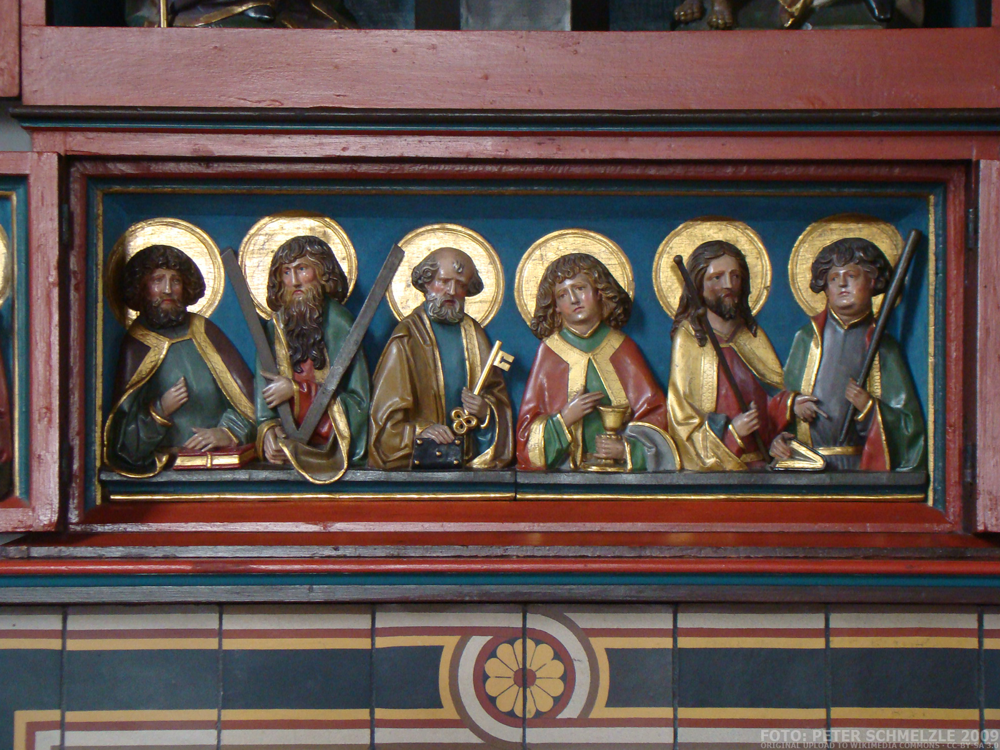 FOTO: PETER SCHMELZLE 2009
ORIGINAL UPLOAD TO WIKIMEDIA COMMONS · CC-BY-SA 3.0